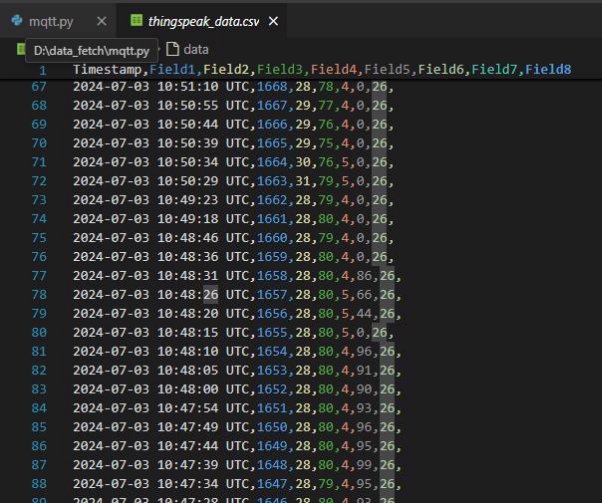 mqtt.py thingspeak_data.csv
D:\data_fetch\mqtt.py data
1 Timestamp,Field1,Field2,Field3,Field4,Field5,Field6,Field7,Field8
67 2024-07-03 10:51:10 UTC,1668,28,78,4,0,26,
68 2024-07-03 10:50:55 UTC,1667,29,77,4,0,26,
69 2024-07-03 10:50:44 UTC,1666,29,76,4,0,26,
70 2024-07-03 10:50:39 UTC,1665,29,75,4,0,26,
71 2024-07-03 10:50:34 UTC,1664,30,76,5,0,26,
72 2024-07-03 10:50:29 UTC,1663,31,79,5,0,26,
73 2024-07-03 10:49:23 UTC,1662,28,79,4,0,26,
74 2024-07-03 10:49:18 UTC,1661,28,80,4,0,26,
75 2024-07-03 10:48:46 UTC,1660,28,79,4,0,26,
76 2024-07-03 10:48:36 UTC,1659,28,80,4,0,26,
77 2024-07-03 10:48:31 UTC,1658,28,80,4,86,26,
78 2024-07-03 10:48:26 UTC,1657,28,80,5,66,26,
79 2024-07-03 10:48:20 UTC,1656,28,80,5,44,26,
80 2024-07-03 10:48:15 UTC,1655,28,80,5,0,26,
81 2024-07-03 10:48:10 UTC,1654,28,80,4,96,26,
82 2024-07-03 10:48:05 UTC,1653,28,80,4,91,26,
83 2024-07-03 10:48:00 UTC,1652,28,80,4,90,26,
84 2024-07-03 10:47:54 UTC,1651,28,80,4,93,26,
85 2024-07-03 10:47:49 UTC,1650,28,80,4,96,26,
86 2024-07-03 10:47:44 UTC,1649,28,80,4,95,26,
87 2024-07-03 10:47:39 UTC,1648,28,80,4,99,26,
88 2024-07-03 10:47:34 UTC,1647,28,79,4,95,26,
89 2024-07-03 10:47:28 UTC,1646,28,80,4,93,26,